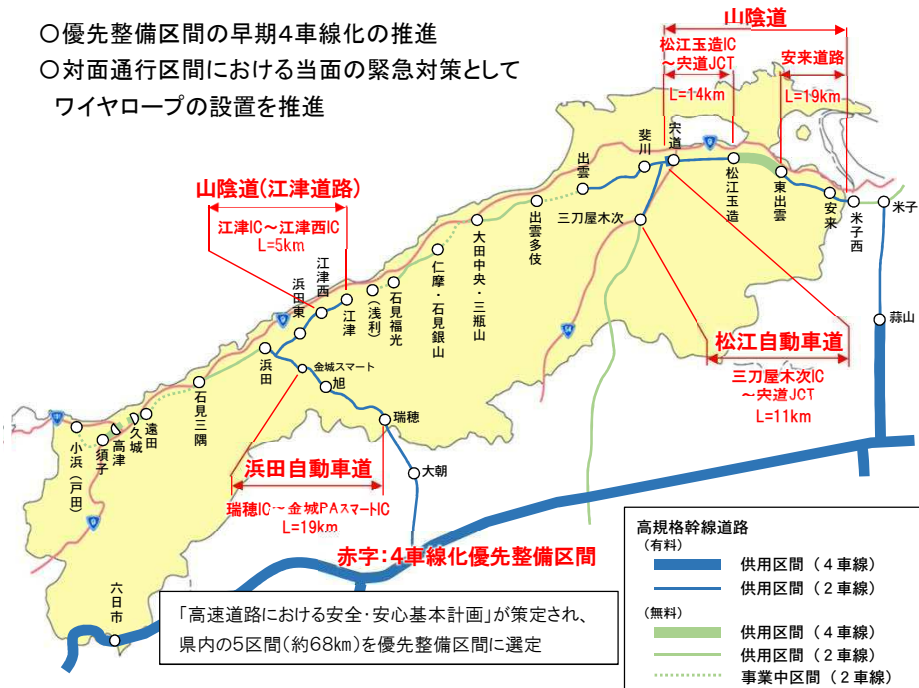 ○優先整備区間の早期4車線化の推進
○対面通行区間における当面の緊急対策として
ワイヤロープの設置を推進
山陰道
松江玉造IC
～宍道JCT
L=14km
安来道路
L=19km
山陰道(江津道路)
江津IC～江津西IC
L=5km
斐川
宍道
出雲
松江玉造
東出雲
安来
米子西
米子
三刀屋木次
出雲多伎
大田中央・三瓶山
仁摩・石見銀山
石見福光
(浅利)
江津
江津西
浜田東
浜田
金城スマート
旭
瑞穂
大朝
石見三隅
遠田
久城
高津
須子
小浜(戸田)
六日市
蒜山
松江自動車道
三刀屋木次IC
～宍道JCT
L=11km
浜田自動車道
瑞穂IC～金城PAスマートIC
L=19km
赤字:4車線化優先整備区間
「高速道路における安全・安心基本計画」が策定され、
県内の5区間(約68km)を優先整備区間に選定
高規格幹線道路
(有料)
供用区間(4車線)
供用区間(2車線)
(無料)
供用区間(4車線)
供用区間(2車線)
事業中区間(2車線)